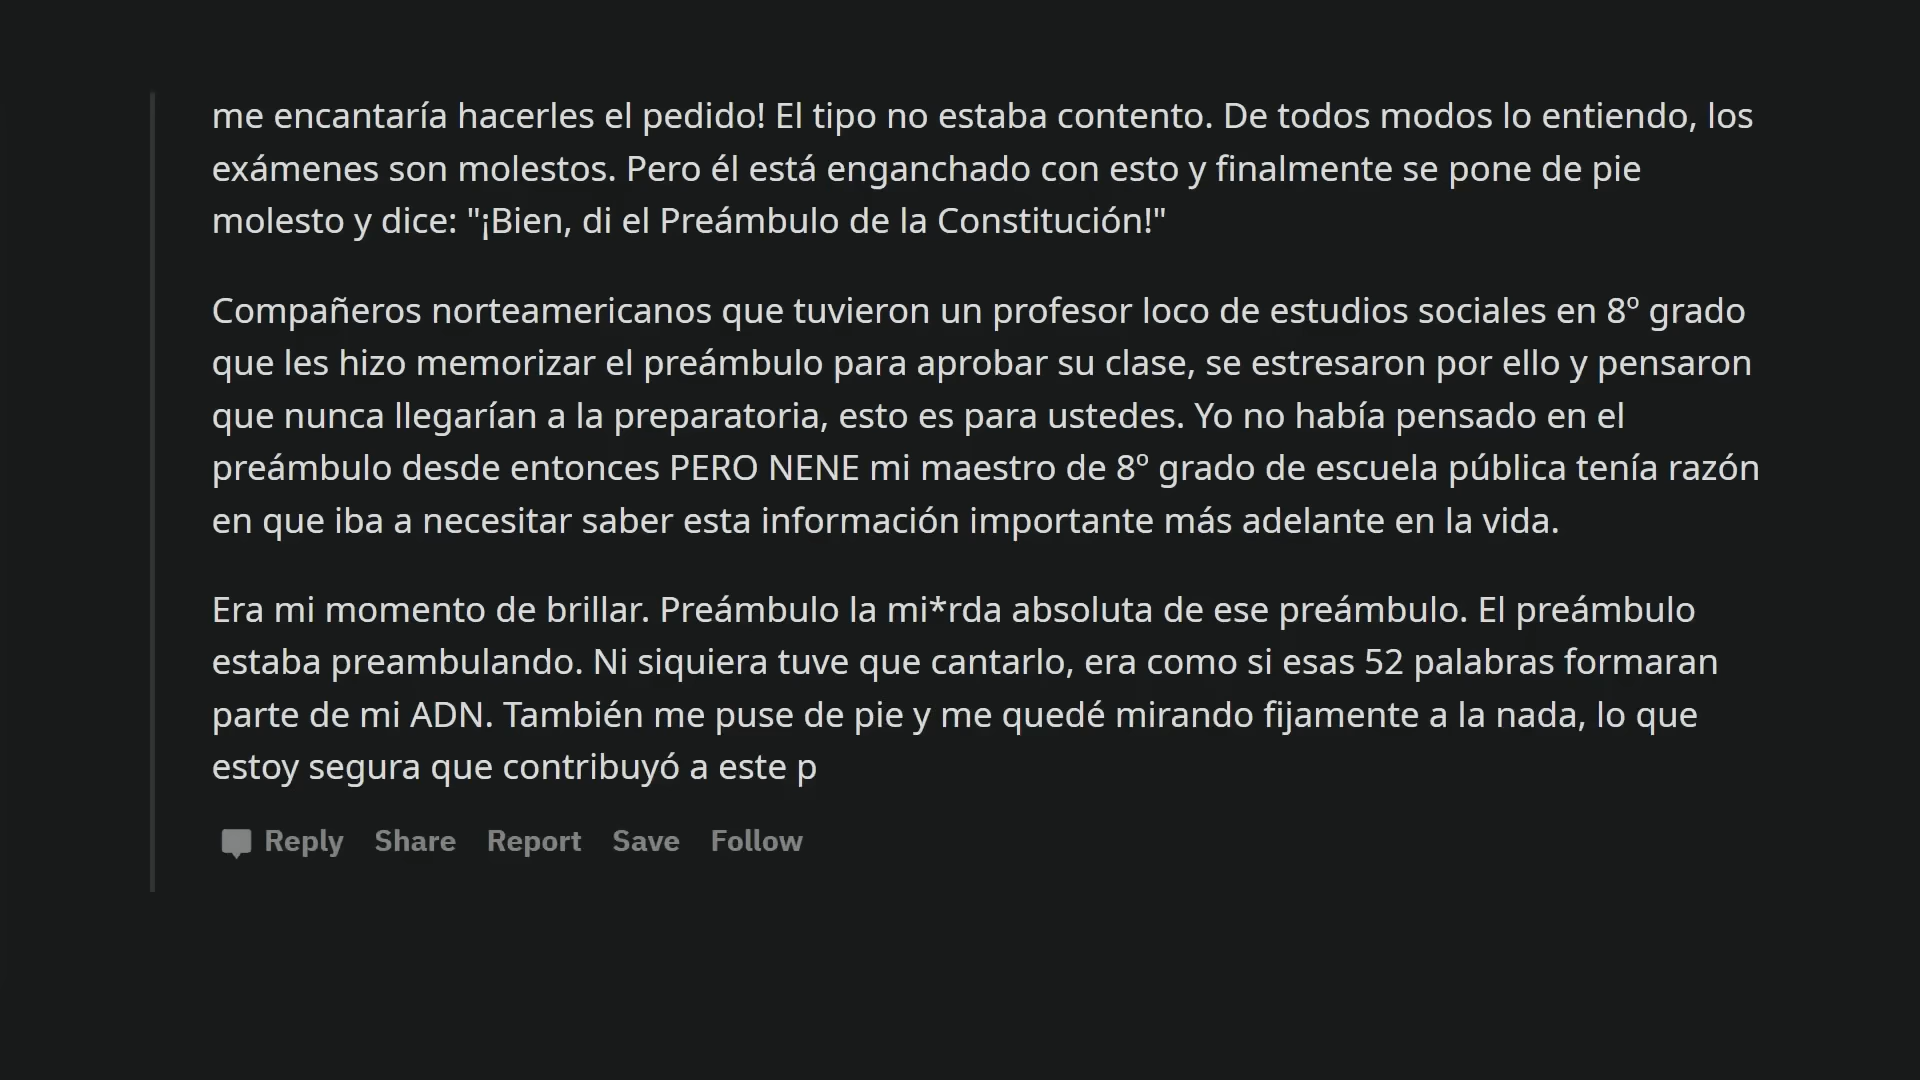 me encantaría hacerles el pedido! El tipo no estaba contento. De todos modos lo entiendo, los
exámenes son molestos. Pero él está enganchado con esto y finalmente se pone de pie
molesto y dice: "¡Bien, di el Preámbulo de la Constitución!"
Compañeros norteamericanos que tuvieron un profesor loco de estudios sociales en 8º grado
que les hizo memorizar el preámbulo para aprobar su clase, se estresaron por ello y pensaron
que nunca llegarían a la preparatoria, esto es para ustedes. Yo no había pensado en el
preámbulo desde entonces PERO NENE mi maestro de 8º grado de escuela pública tenía razón
en que iba a necesitar saber esta información importante más adelante en la vida.
Era mi momento de brillar. Preámbulo la mi*rda absoluta de ese preámbulo. El preámbulo
estaba preambulando. Ni siquiera tuve que cantarlo, era como si esas 52 palabras formaran
parte de mi ADN. También me puse de pie y me quedé mirando fijamente a la nada, lo que
estoy segura que contribuyó a este p
Reply Share Report Save Follow